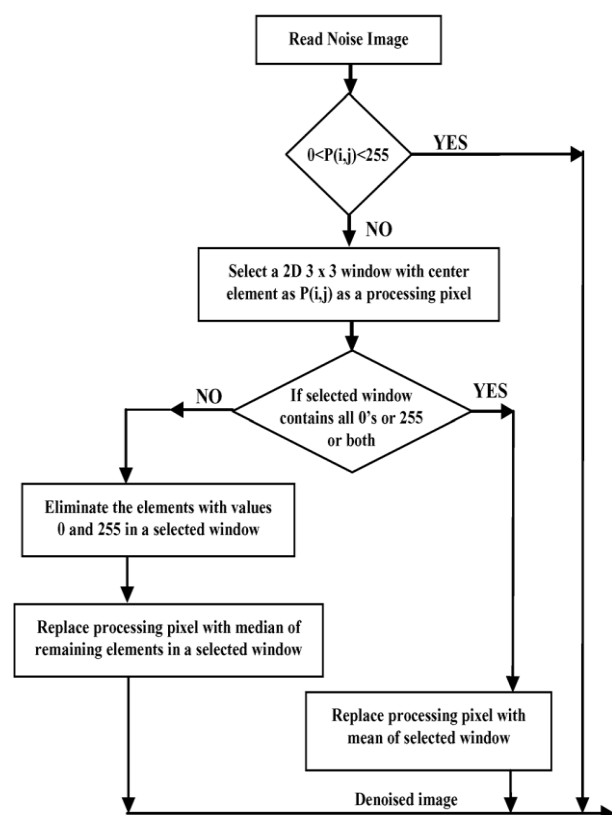 Read Noise Image
0<P(i,j)<255
YES
NO
Select a 2D 3 x 3 window with center
element as P(i,j) as a processing pixel
NO
YES
If selected window
contains all 0's or 255
or both
Eliminate the elements with values
0 and 255 in a selected window
Replace processing pixel with median of
remaining elements in a selected window
Replace processing pixel with
mean of selected window
Denoised image